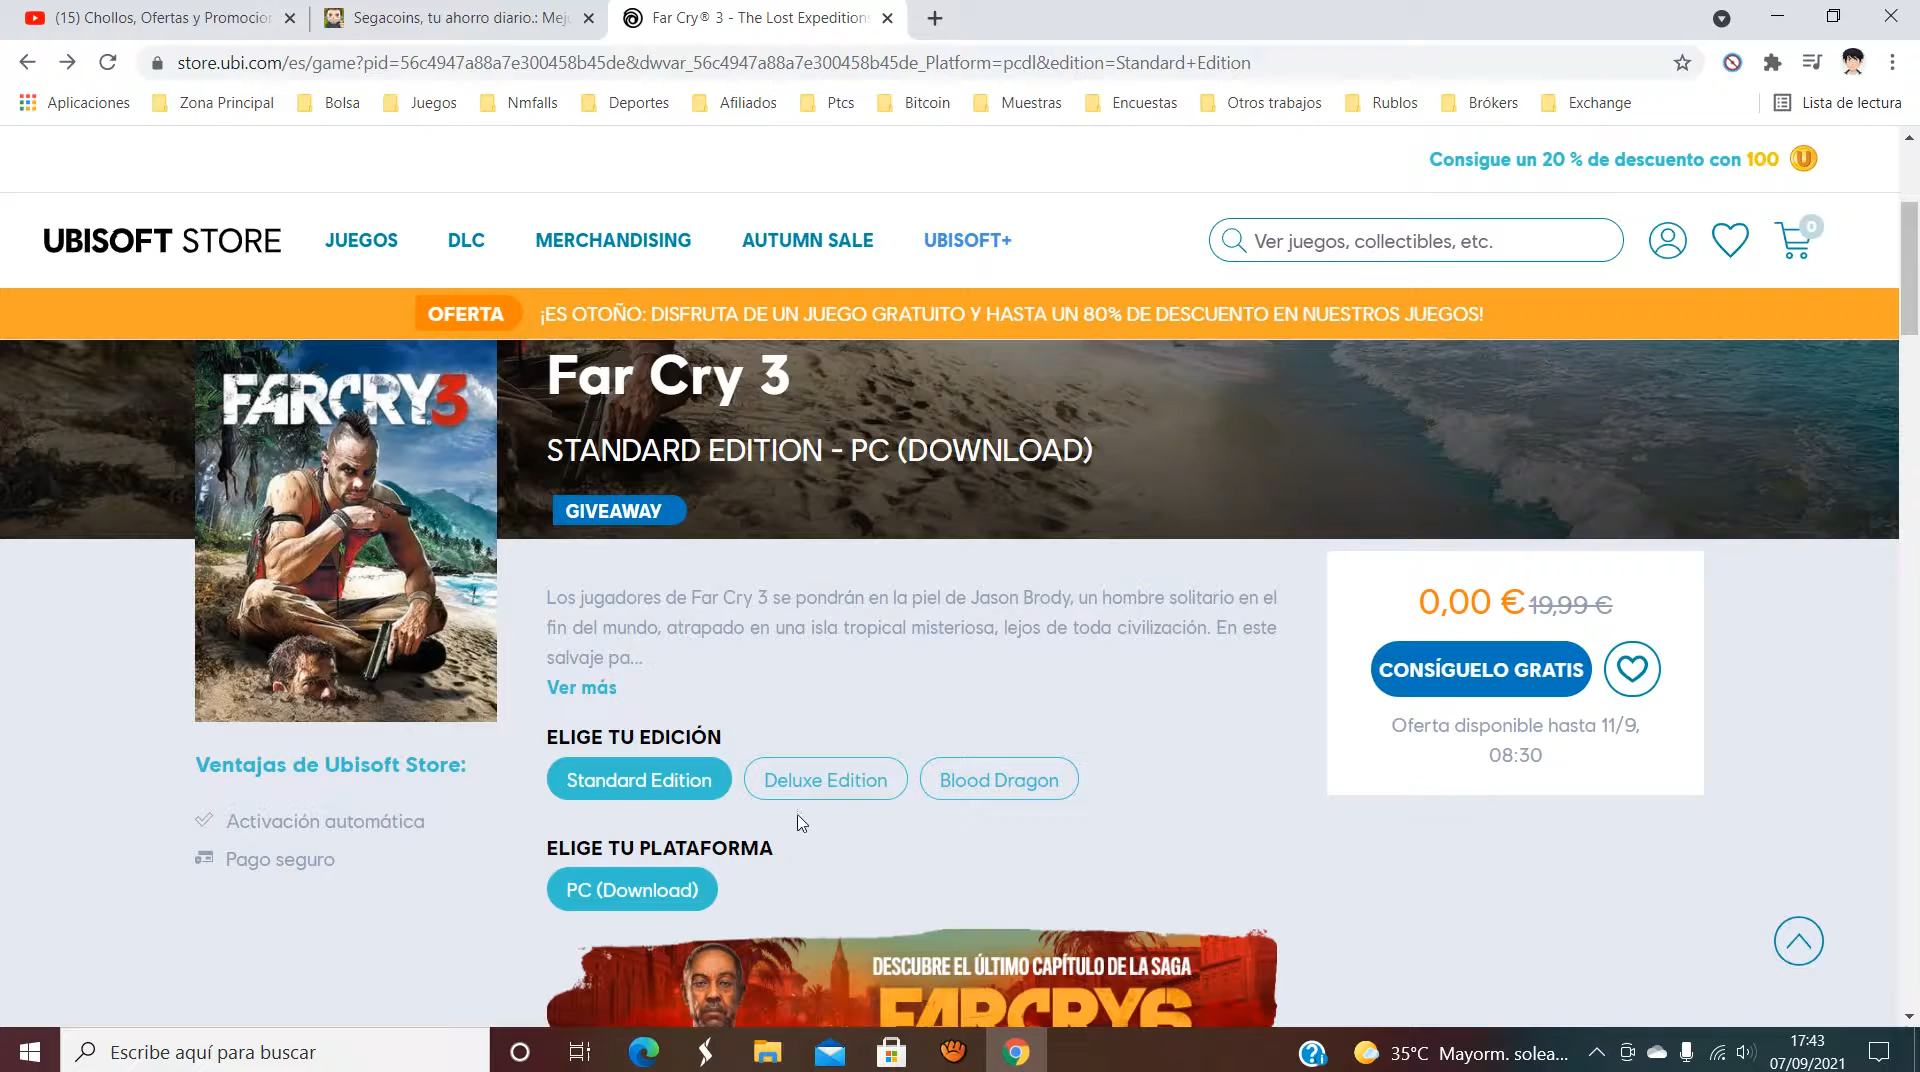 (15) Chollos, Ofertas y Promocion
Segacoins, tu ahorro diario.: Mej
Far Cry® 3 - The Lost Expeditions
store.ubi.com/es/game?pid=56c4947a88a7e300458b45de&dwvar_56c4947a88a7e300458b45de_Platform=pcdl&edition=Standard+Edition
Aplicaciones
Zona Principal
Bolsa
Juegos
Nmfalls
Deportes
Afiliados
Ptcs
Bitcoin
Muestras
Encuestas
Otros trabajos
Rublos
Brókers
Exchange
Lista de lectura
Consigue un 20 % de descuento con 100
UBISOFT STORE
JUEGOS
DLC
MERCHANDISING
AUTUMN SALE
UBISOFT+
Ver juegos, collectibles, etc.
0
OFERTA
¡ES OTOÑO: DISFRUTA DE UN JUEGO GRATUITO Y HASTA UN 80% DE DESCUENTO EN NUESTROS JUEGOS!
FARCRY3
Far Cry 3
STANDARD EDITION - PC (DOWNLOAD)
GIVEAWAY
Los jugadores de Far Cry 3 se pondrán en la piel de Jason Brody, un hombre solitario en el
fin del mundo, atrapado en una isla tropical misteriosa, lejos de toda civilización. En este
salvaje pa...
Ver más
0,00 € 19,99 €
CONSÍGUELO GRATIS
Oferta disponible hasta 11/9,
08:30
ELIGE TU EDICIÓN
Standard Edition
Deluxe Edition
Blood Dragon
Ventajas de Ubisoft Store:
Activación automática
Pago seguro
ELIGE TU PLATAFORMA
PC (Download)
DESCUBRE EL ÚLTIMO CAPÍTULO DE LA SAGA
FARCRY6
Escribe aquí para buscar
35°C Mayorm. solea...
17:43
07/09/2021